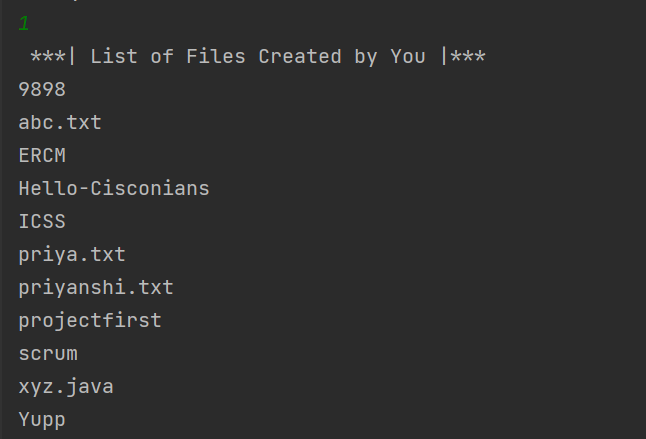 1
***| List of Files Created by You |***
9898
abc.txt
ERCM
Hello-Cisconians
ICSS
priya.txt
priyanshi.txt
projectfirst
scrum
xyz.java
Yupp